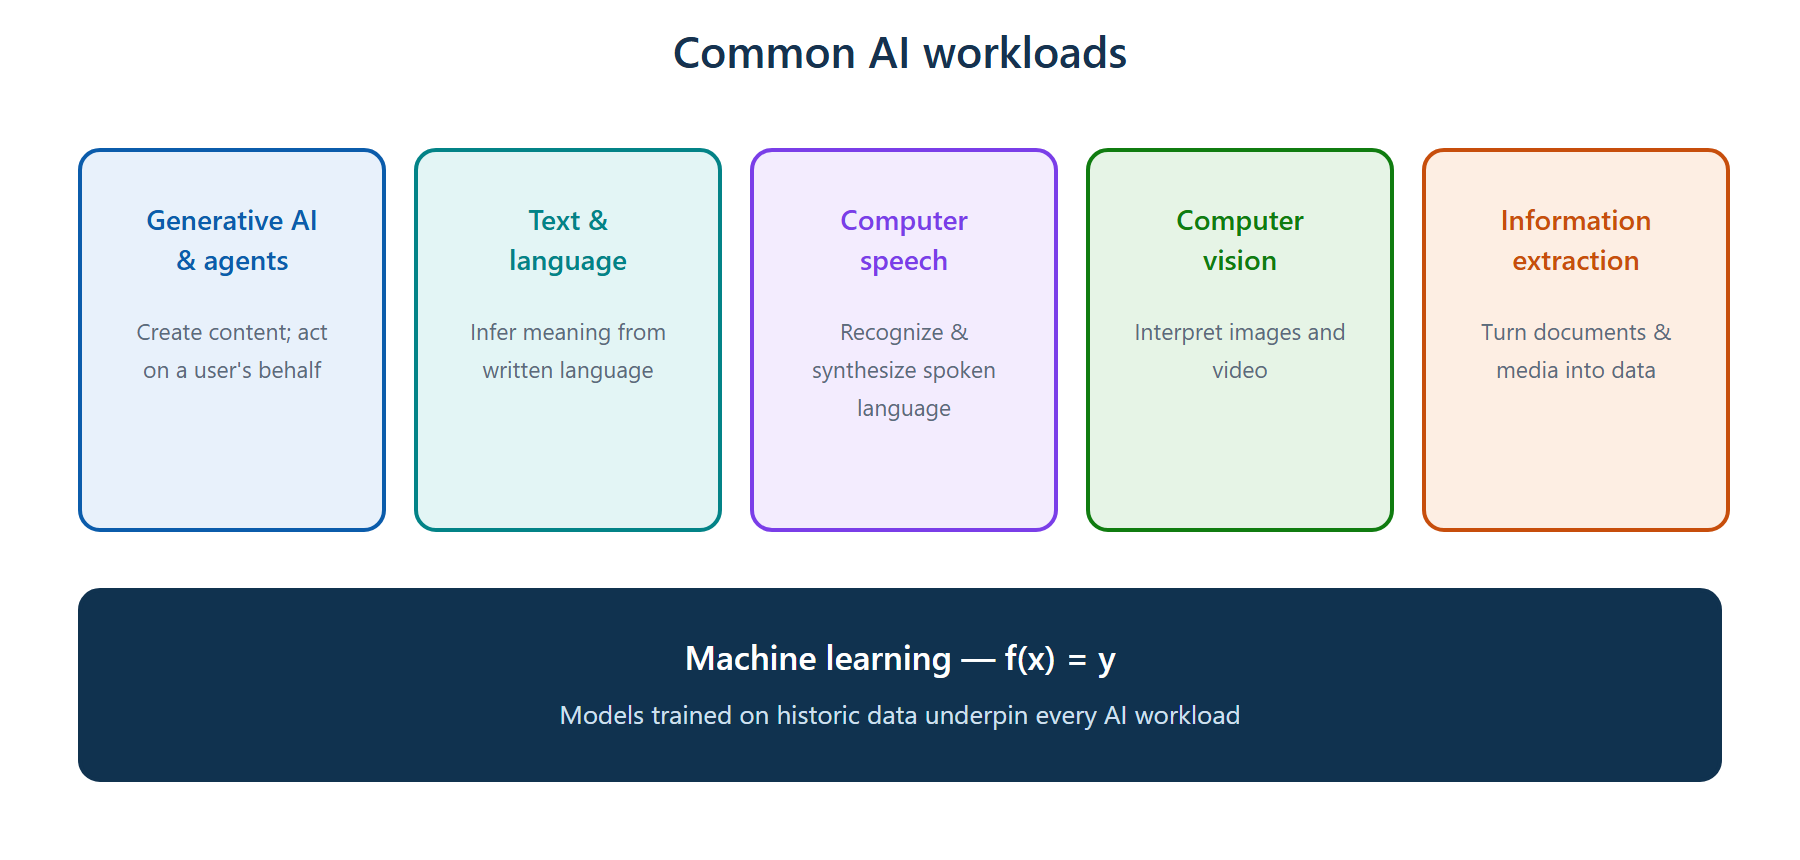 Common AI workloads
Generative AI
& agents
Create content; act
on a user's behalf
Text &
language
Infer meaning from
written language
Computer
speech
Recognize &
synthesize spoken
language
Computer
vision
Interpret images and
video
Information
extraction
Turn documents &
media into data
Machine learning — f(x) = y
Models trained on historic data underpin every AI workload